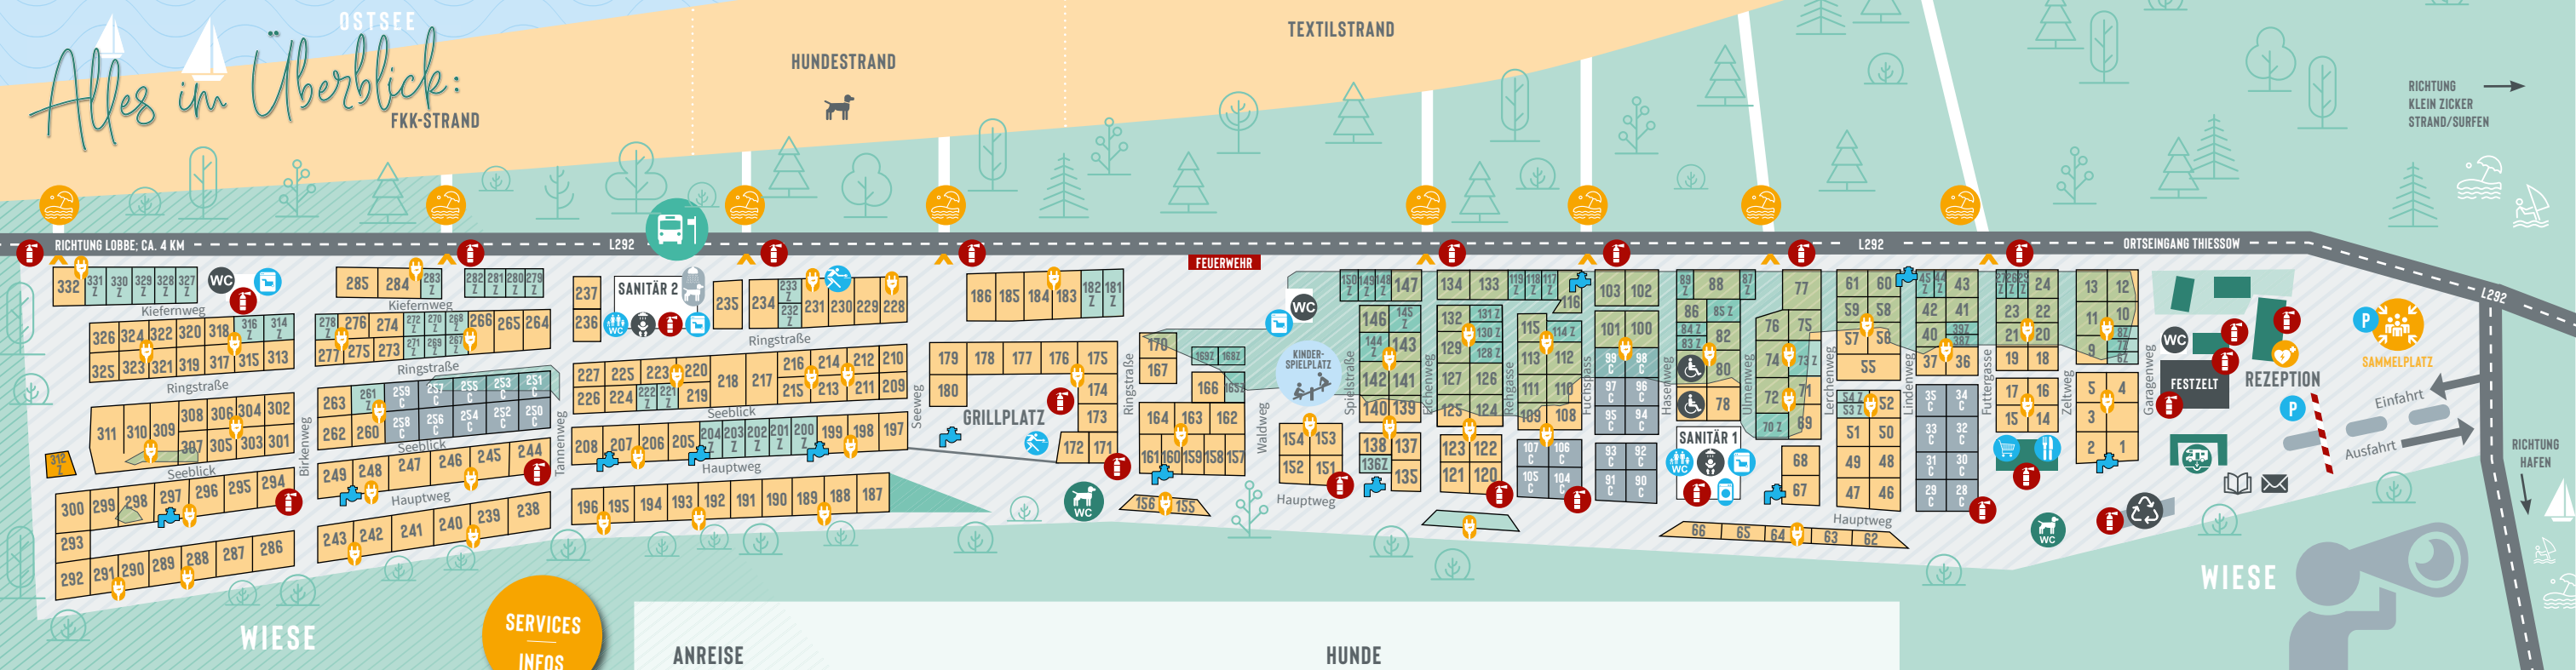 OSTSEE
Alles im Überblick:
FKK-STRAND
HUNDESTRAND
TEXTILSTRAND
RICHTUNG
KLEIN ZICKER
STRAND/SURFEN
RICHTUNG LOBBE; CA. 4 KM
L292
FEUERWEHR
L292
ORTSEINGANG THIESSOW
L292
332
331 Z
330 Z
329 Z
328 Z
327 Z
WC
Kiefernweg
326 324 322 320 318
316 Z
314 Z
325 323 321 319 317 315 313
Ringstraße
311 310 309
308 306 304 302
307 305 303 301
312 Z
Seeblick
300 299 298 297 296 295 294
293
292 291 290 289 288 287 286
Birkenweg
285 284
283
282 Z
281 Z
280 Z
279 Z
Kiefernweg
278 Z
276 274
272 Z
270 Z
268 Z
266 265 264
277 275 273
271 Z
269 Z
267 Z
Ringstraße
263
261 Z
259 C
257 C
255 C
253 C
251 C
262 260
258 C
256 C
254 C
252 C
250 C
Seeblick
249 248 247 246 245 244
Hauptweg
243 242 241 240 239 238
Tannenweg
237
236
SANITÄR 2
WC
235
234
233 Z
232 Z
231 230 229 228
Ringstraße
227 225 223 220
226 224
222 Z
221 Z
219
218 217
216 214 212 210
215 213 211 209
Seeblick
208 207 206 205
204 Z
203 Z
202 Z
201 Z
200 Z
199 198 197
Hauptweg
196 195 194 193 192 191 190 189 188 187
Seeweg
186 185 184 183
182 Z
181 Z
179 178 177 176 175
180
174
173
172 171
GRILLPLATZ
WC
Ringstraße
170
167
169Z 168Z
166
165Z
164 163 162
161 160 159 158 157
156 155
Waldweg
WC
KINDER-
SPIELPLATZ
154 153
152 151
Hauptweg
Spielstraße
150 Z
149 Z
148 Z
147
146
145 Z
144 Z
143
142 141
140 139
138 137
136Z
135
Eichenweg
134 133
132
131 Z
130 Z
129
128 Z
127 126
125 124
123 122
121 120
Rehgasse
119 Z
118 Z
117 Z
116
115
114 Z
113 112
111 110
109 108
107 C
106 C
105 C
104 C
Fuchspass
103 102
101 100
99 C
98 C
97 C
96 C
95 C
94 C
93 C
92 C
91 C
90 C
Hasenweg
89 Z
88
87 Z
86
85 Z
84 Z
83 Z
82
80
78
SANITÄR 1
WC
Ulmenweg
77
76 75
74
73 Z
72 71
70 Z
69
68
67
Lerchenweg
61 60
59 58
57 56
55
54 Z
53 Z
52
51 50
49 48
47 46
Hauptweg
66 65 64 63 62
Lindenweg
45 Z
44 Z
43
42 41
40
39Z
38Z
37 36
35 C
34 C
33 C
32 C
31 C
30 C
29 C
28 C
Futtergasse
24
23 22
21 20
19 18
17 16
15 14
WC
Zeltweg
13 12
11 10
9
5 4
3
2 1
Garagenweg
WC
FESTZELT
REZEPTION
P
P
SAMMELPLATZ
Einfahrt
Ausfahrt
RICHTUNG
HAFEN
WIESE
WIESE
SERVICES
INFOS
ANREISE
HUNDE